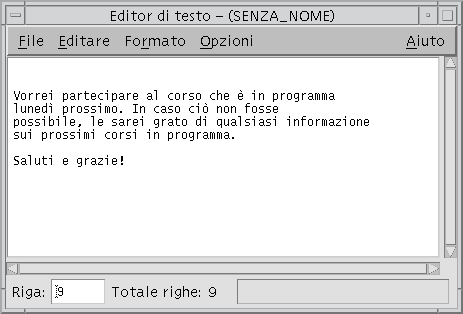 Editor di testo – (SENZA_NOME)
File Editare Formato Opzioni Aiuto
Vorrei partecipare al corso che è in programma
lunedì prossimo. In caso ciò non fosse
possibile, le sarei grato di qualsiasi informazione
sui prossimi corsi in programma.
Saluti e grazie!
Riga: 9 Totale righe: 9